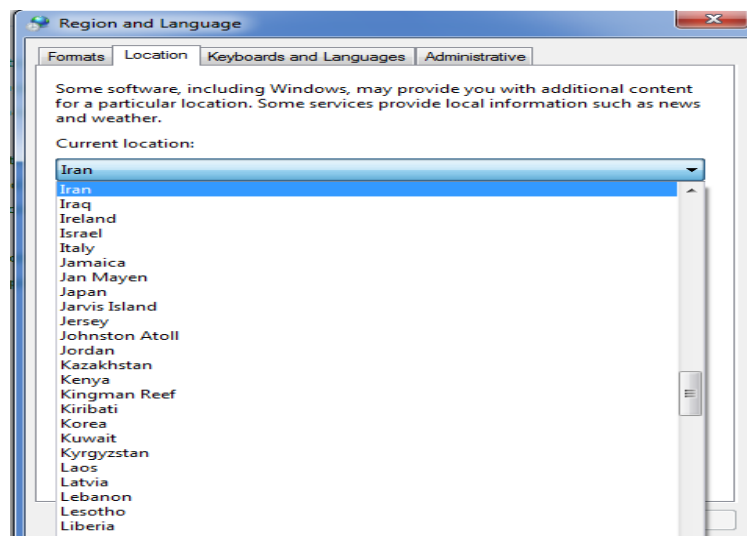 Region and Language
Formats Location Keyboards and Languages Administrative
Some software, including Windows, may provide you with additional content
for a particular location. Some services provide local information such as news
and weather.
Current location:
Iran
Iran
Iraq
Ireland
Israel
Italy
Jamaica
Jan Mayen
Japan
Jarvis Island
Jersey
Johnston Atoll
Jordan
Kazakhstan
Kenya
Kingman Reef
Kiribati
Korea
Kuwait
Kyrgyzstan
Laos
Latvia
Lebanon
Lesotho
Liberia